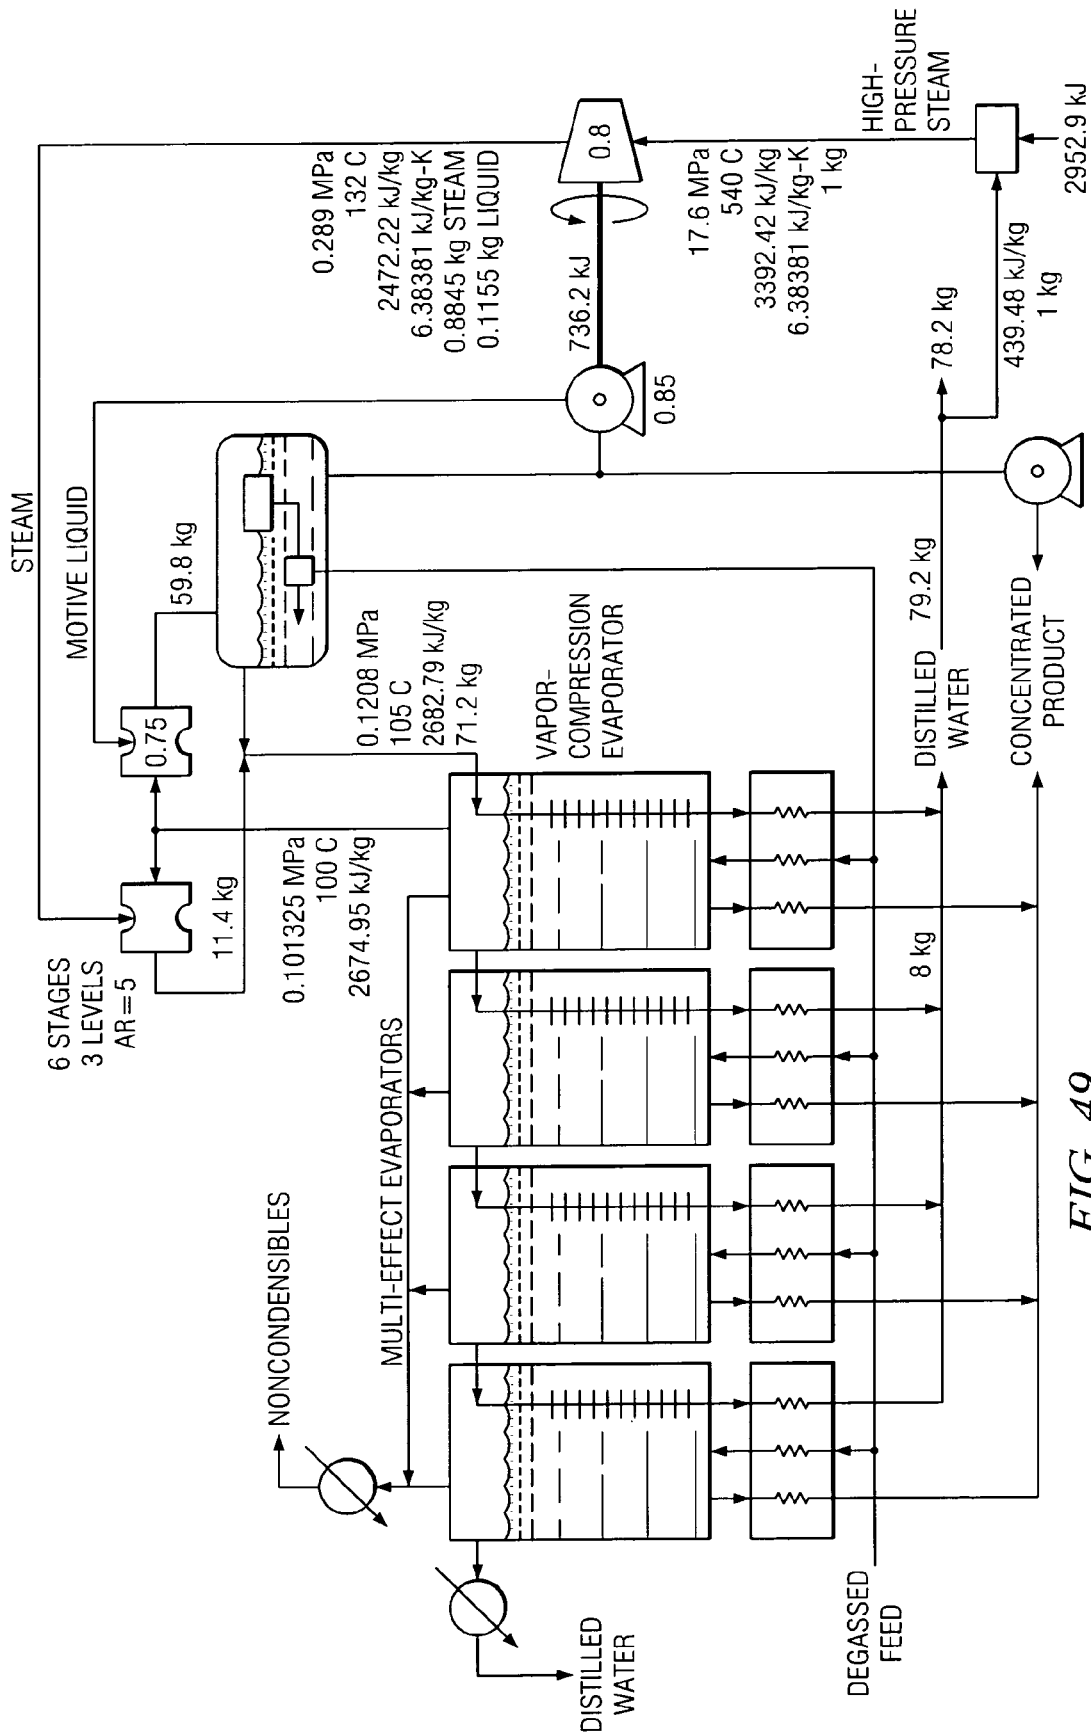 STEAM
MOTIVE LIQUID
6 STAGES
3 LEVELS
AR=5
0.75
59.8 kg
11.4 kg
0.289 MPa
132 C
2472.22 kJ/kg
6.38381 kJ/kg-K
0.8845 kg STEAM
0.1155 kg LIQUID
0.8
736.2 kJ
0.85
17.6 MPa
540 C
3392.42 kJ/kg
6.38381 kJ/kg-K
1 kg
HIGH-
PRESSURE
STEAM
NONCONDENSIBLES
MULTI-EFFECT EVAPORATORS
0.101325 MPa
100 C
2674.95 kJ/kg
0.1208 MPa
105 C
2682.79 kJ/kg
71.2 kg
VAPOR-
COMPRESSION
EVAPORATOR
DISTILLED
WATER
DEGASSED
FEED
8 kg
DISTILLED
WATER
79.2 kg
78.2 kg
439.48 kJ/kg
1 kg
2952.9 kJ
CONCENTRATED
PRODUCT
FIG. 49